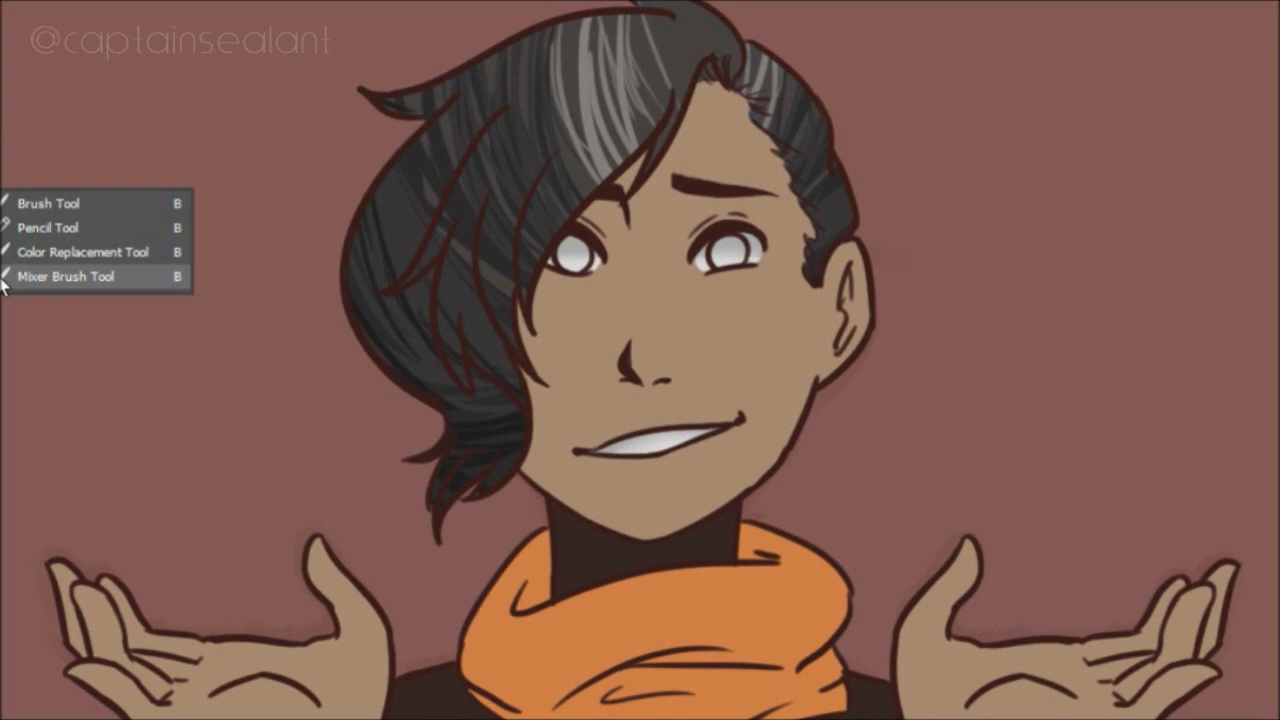 @captainsealant
Brush Tool B
Pencil Tool B
Color Replacement Tool B
Mixer Brush Tool B